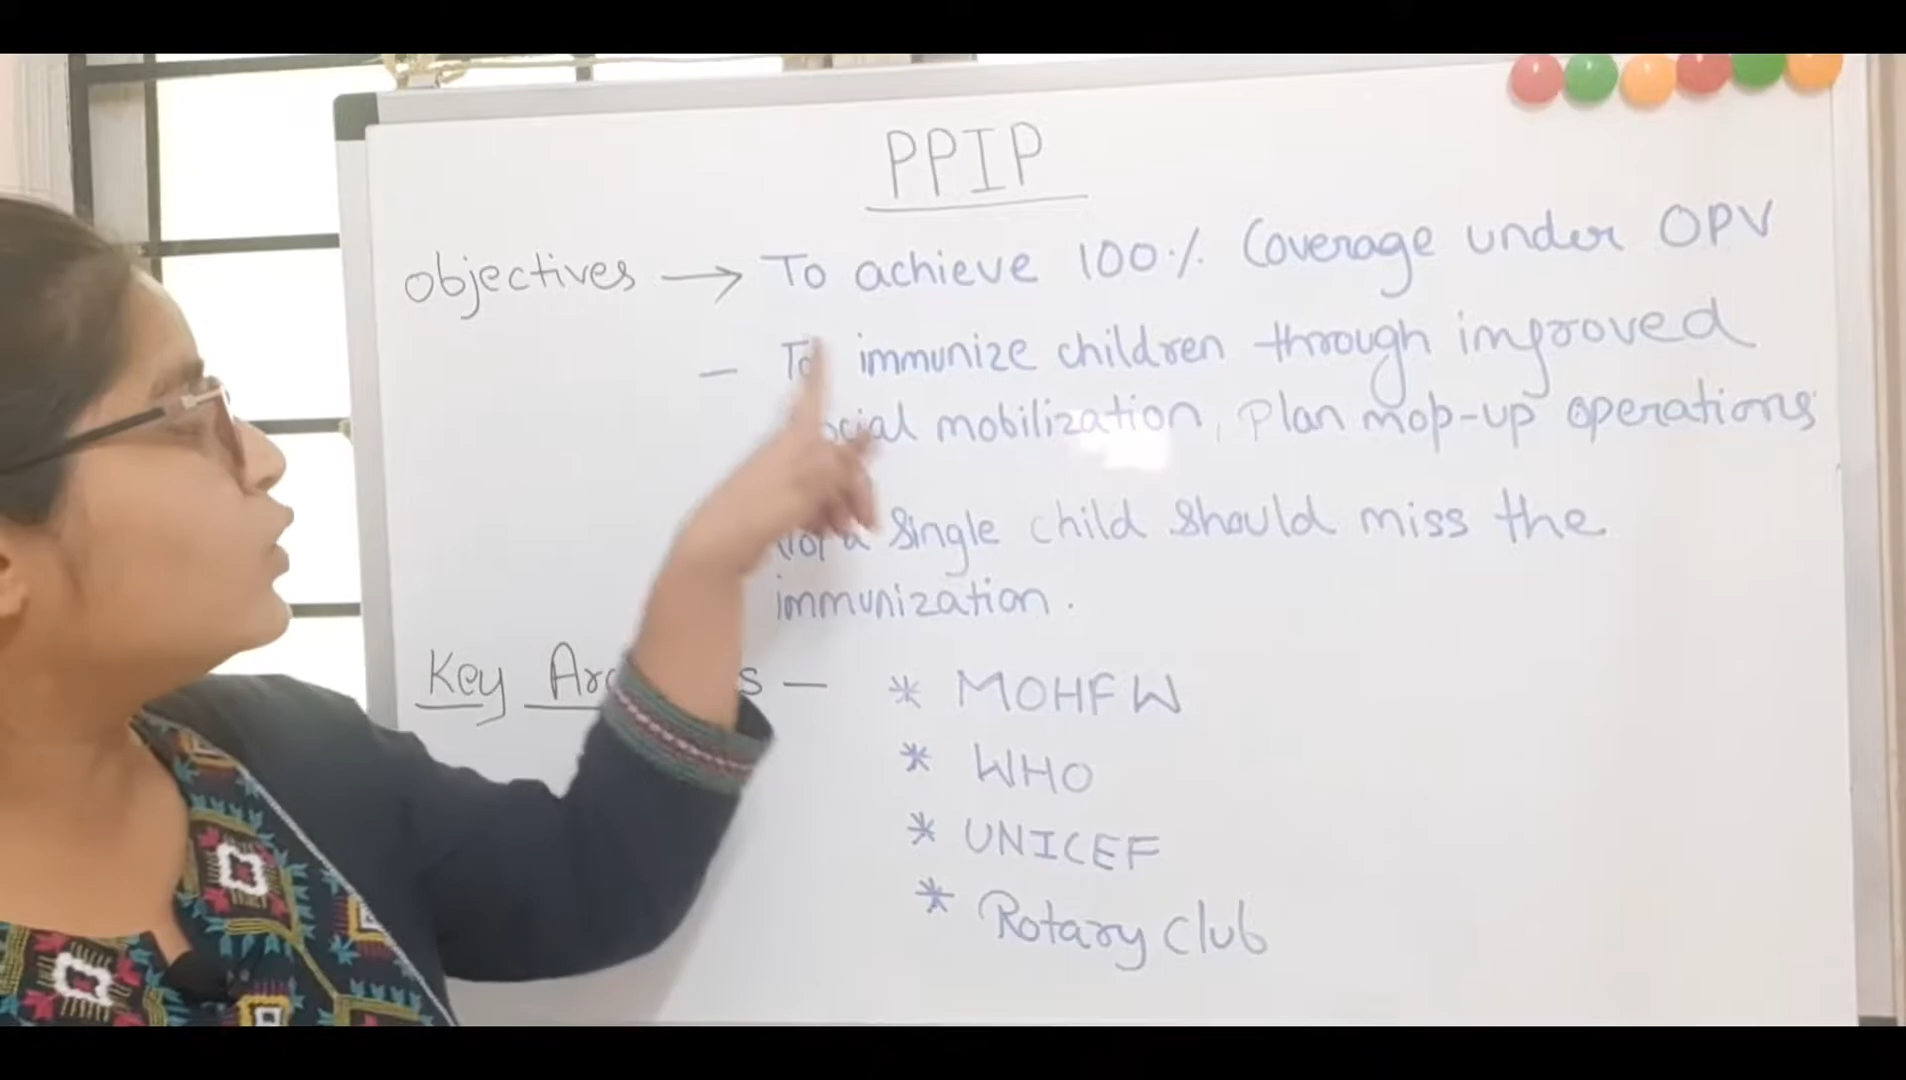 PPIP
Objectives → To achieve 100% Coverage under OPV
- To immunize children through improved
Social mobilization, Plan mop-up operations
a Single child should miss the
immunization.
Key —
* MOHFW
* WHO
* UNICEF
* Rotary Club